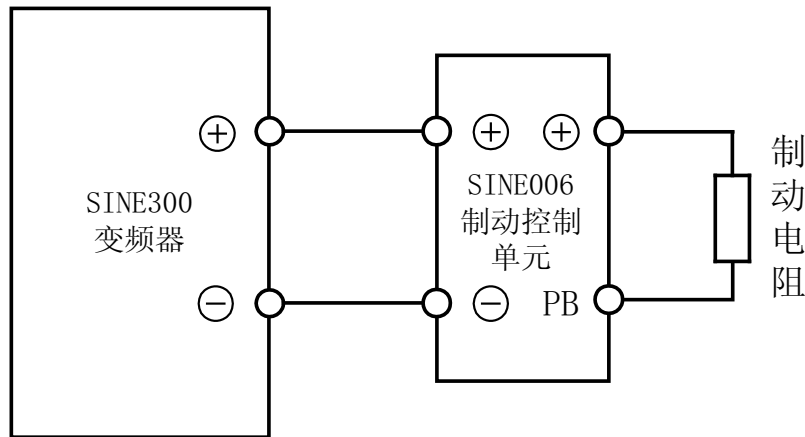 ⊕
⊕ ⊕
SINE300
变频器
SINE006
制动控制
单元
⊖
⊖ PB
制动电阻